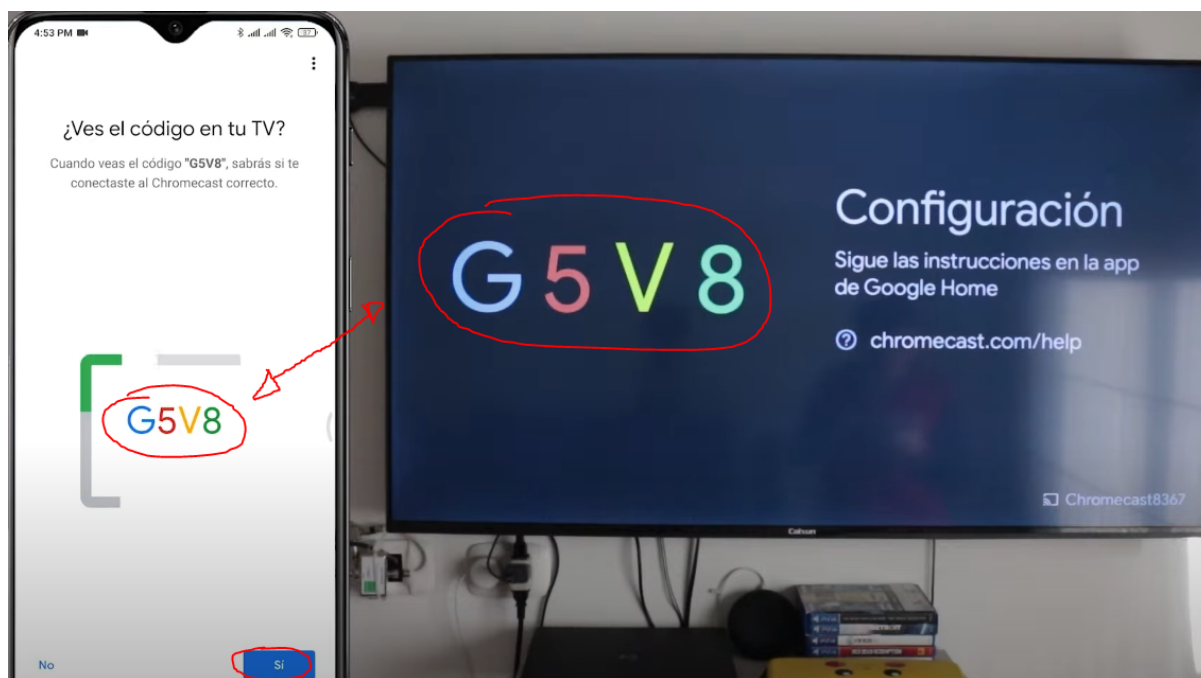 4:53 PM
87
¿Ves el código en tu TV?
Cuando veas el código "G5V8", sabrás si te
conectaste al Chromecast correcto.
G5V8
No
Sí
G5V8
Configuración
Sigue las instrucciones en la app
de Google Home
chromecast.com/help
Chromecast8367